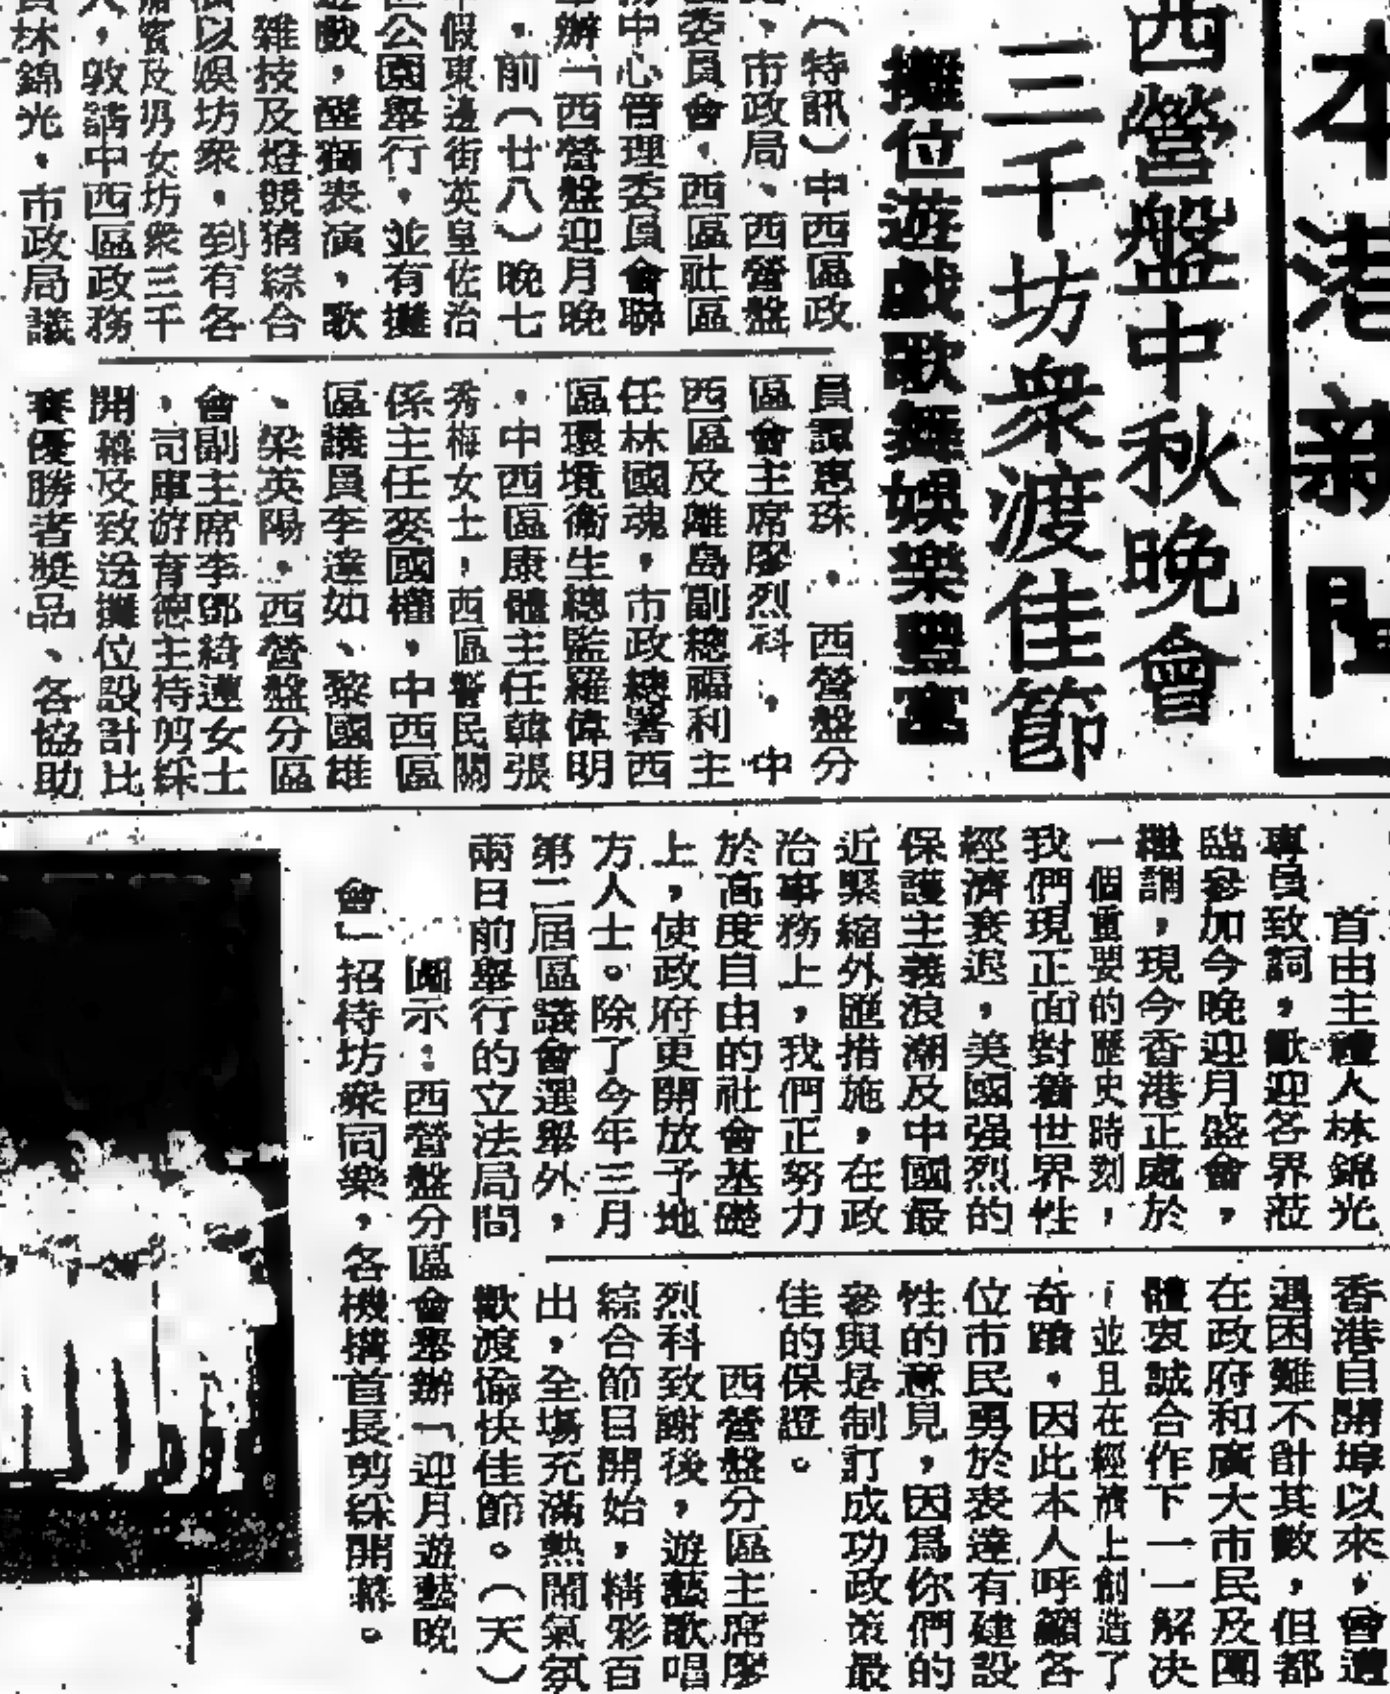 本港新聞
西營盤中秋晚會
三千坊衆渡佳節
攤位遊戲歌舞娛樂豐富
（特訊）中西區政
、市政局、西營盤
委員會，西區社區
中心管理委員會聯
辦「西營盤迎月晚
，前（廿八）晚七
假東邊街英皇佐治
公園舉行，並有攤
遊戲，醒獅表演，歌
雜技及燈競猜綜合
以娛坊衆，到有各
席賓及男女坊衆三千
人，敦請中西區政務
員林錦光，市政局議
員譚惠珠，西營盤分
區會主席廖烈科，中
西區及離島副總福利主
任林國魂，市政總署西
區環境衞生總監羅偉明
，中西區康體主任韓張
秀梅女士，西區警民關
係主任麥國權，中西區
區議員李達如、黎國雄
、梁英陽，西營盤分區
會副主席李鄧綺蓮女士
，司庫游育德主持剪綵
開幕及致送攤位設計比
賽優勝者獎品、各協助
首由主禮人林錦光
專員致詞，歡迎各界蒞
臨參加今晚迎月盛會，
繼謂，現今香港正處於
一個重要的歷史時刻，
我們現正面對着世界性
經濟衰退，美國强烈的
保護主義浪潮及中國最
近緊縮外匯措施，在政
治事務上，我們正努力
於高度自由的社會基礎
上，使政府更開放予地
方人士。除了今年三月
第二屆區議會選舉外，
兩日前舉行的立法局間
香港自開埠以來，會遭
遇困難不計其數，但都
在政府和廣大市民及團
體衷誠合作下一一解决
，並且在經濟上創造了
奇蹟，因此本人呼籲各
位市民勇於表達有建設
性的意見，因爲你們的
參與是制訂成功政策最
佳的保證。
西營盤分區主席廖
烈科致謝後，遊藝歌唱
綜合節目開始，精彩百
出，全場充滿熱鬧氣氛
歡渡愉快佳節。（天）
圖示：西營盤分區會舉辦「迎月遊藝晚
會」招待坊衆同樂，各機構首長剪綵開幕。